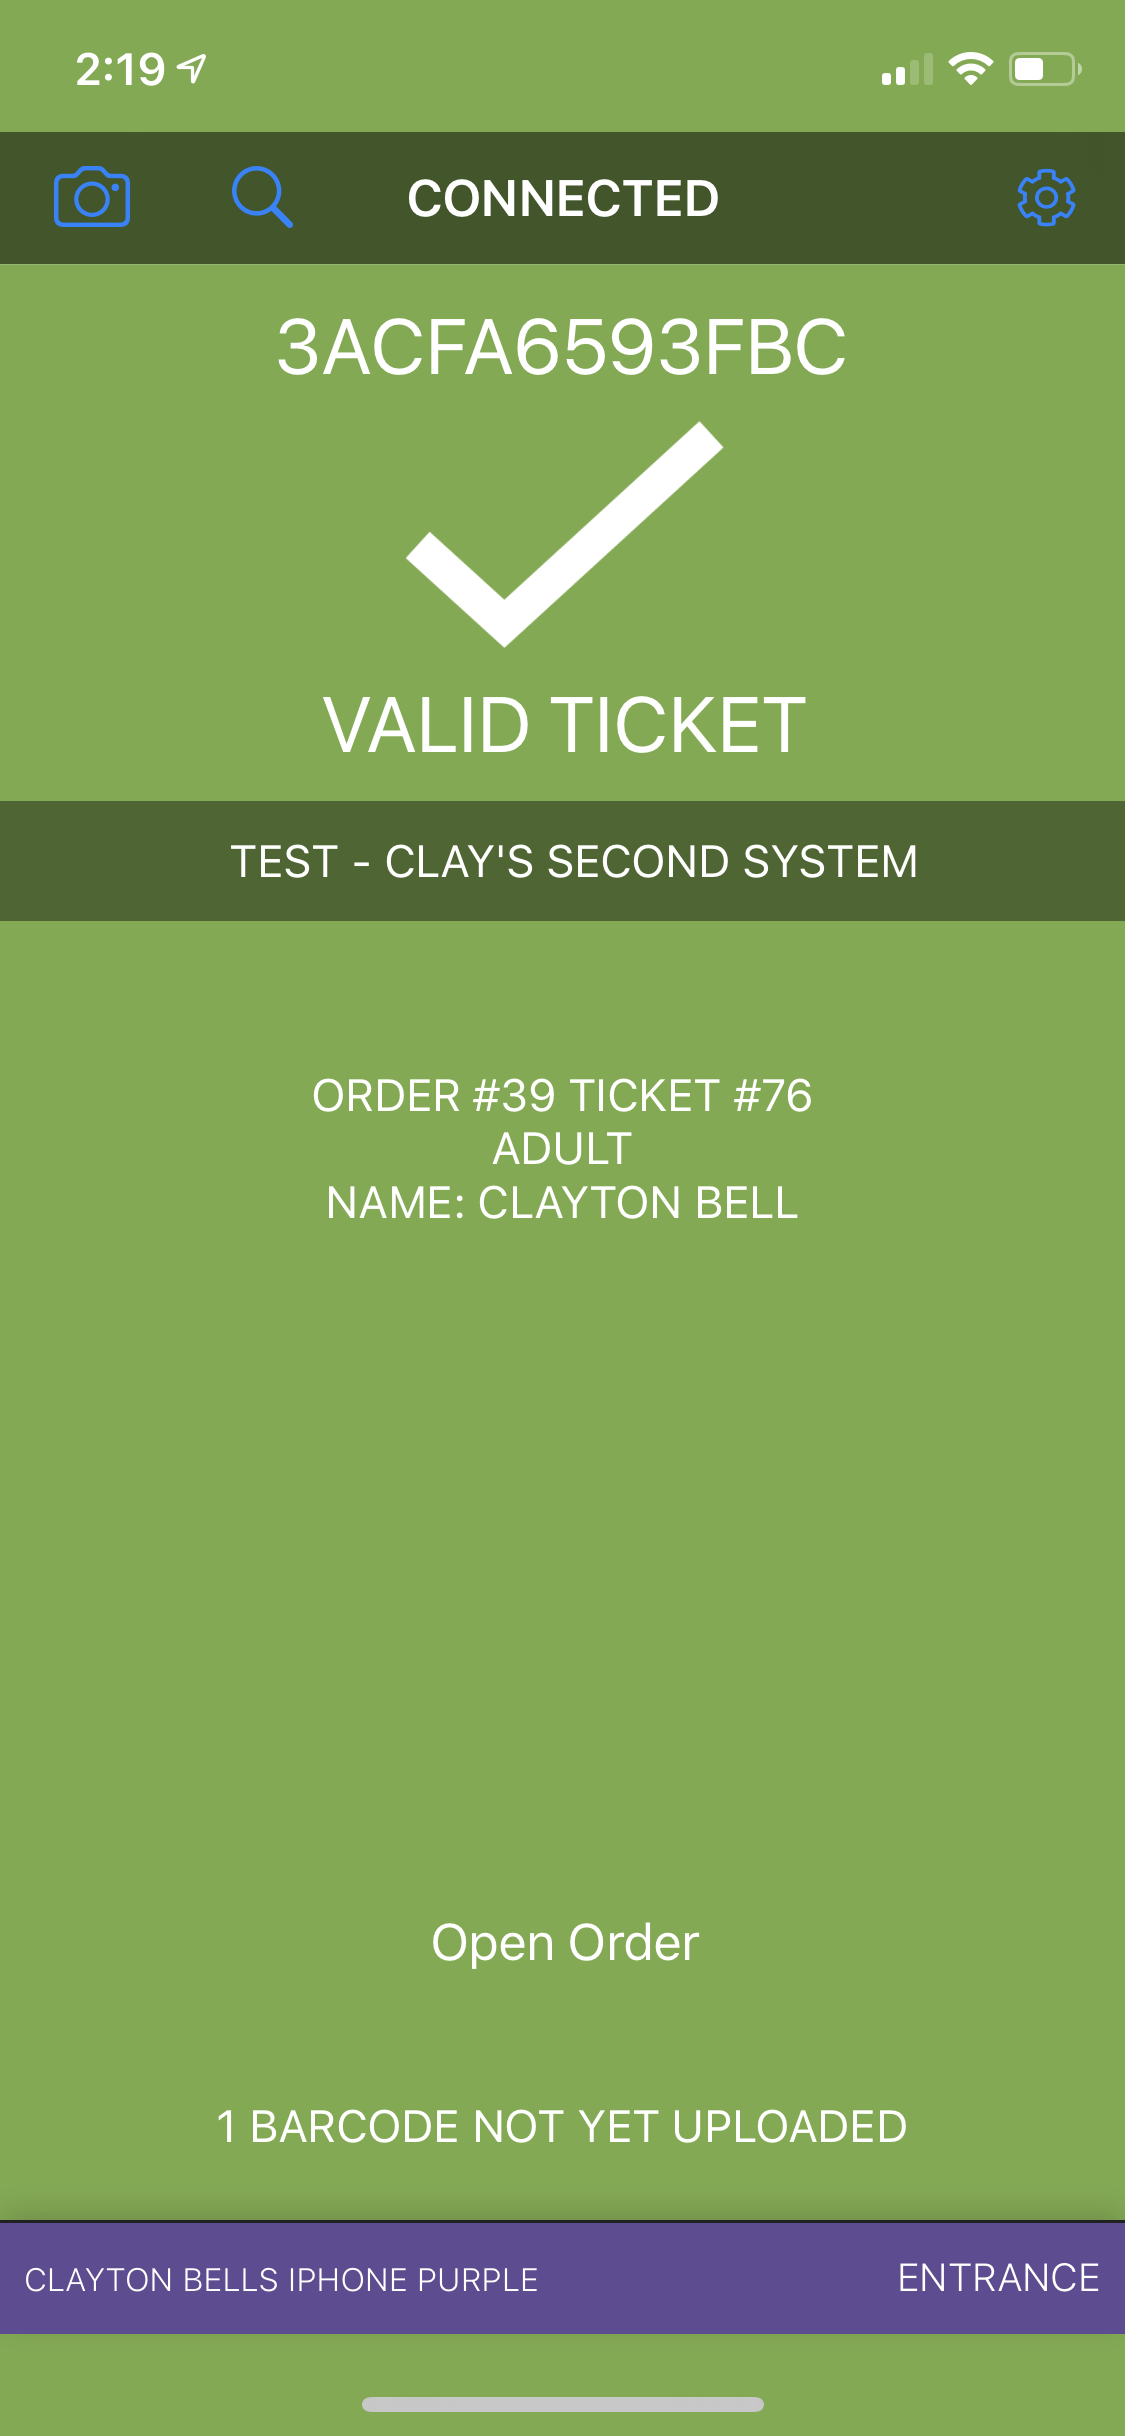 2:19
CONNECTED
3ACFA6593FBC
VALID TICKET
TEST - CLAY'S SECOND SYSTEM
ORDER #39 TICKET #76
ADULT
NAME: CLAYTON BELL
Open Order
1 BARCODE NOT YET UPLOADED
CLAYTON BELLS IPHONE PURPLE
ENTRANCE